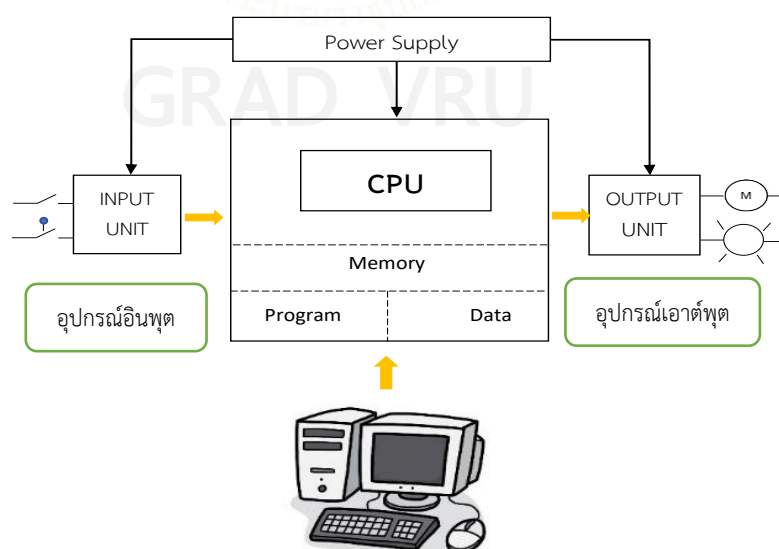 Power Supply
GRAD VRU
CPU
INPUT
UNIT
OUTPUT
UNIT
M
Memory
Program
Data
อุปกรณ์อินพุต
อุปกรณ์เอาต์พุต